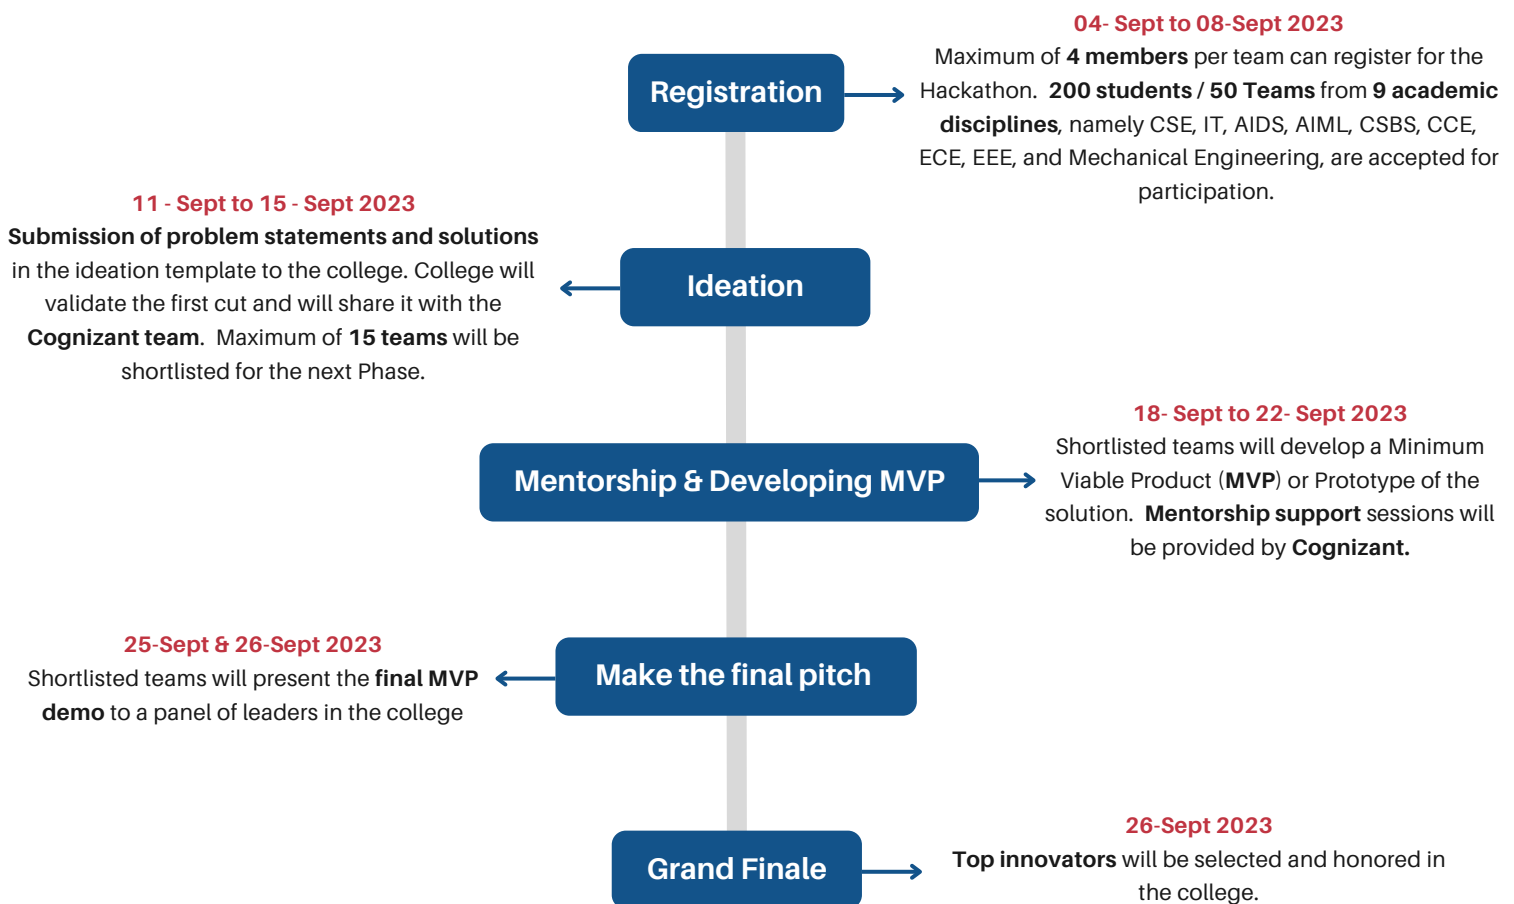 Registration
04- Sept to 08-Sept 2023
Maximum of 4 members per team can register for the
Hackathon. 200 students / 50 Teams from 9 academic
disciplines, namely CSE, IT, AIDS, AIML, CSBS, CCE,
ECE, EEE, and Mechanical Engineering, are accepted for
participation.
Ideation
11 - Sept to 15 - Sept 2023
Submission of problem statements and solutions
in the ideation template to the college. College will
validate the first cut and will share it with the
Cognizant team. Maximum of 15 teams will be
shortlisted for the next Phase.
Mentorship & Developing MVP
18- Sept to 22- Sept 2023
Shortlisted teams will develop a Minimum
Viable Product (MVP) or Prototype of the
solution. Mentorship support sessions will
be provided by Cognizant.
Make the final pitch
25-Sept & 26-Sept 2023
Shortlisted teams will present the final MVP
demo to a panel of leaders in the college
Grand Finale
26-Sept 2023
Top innovators will be selected and honored in
the college.